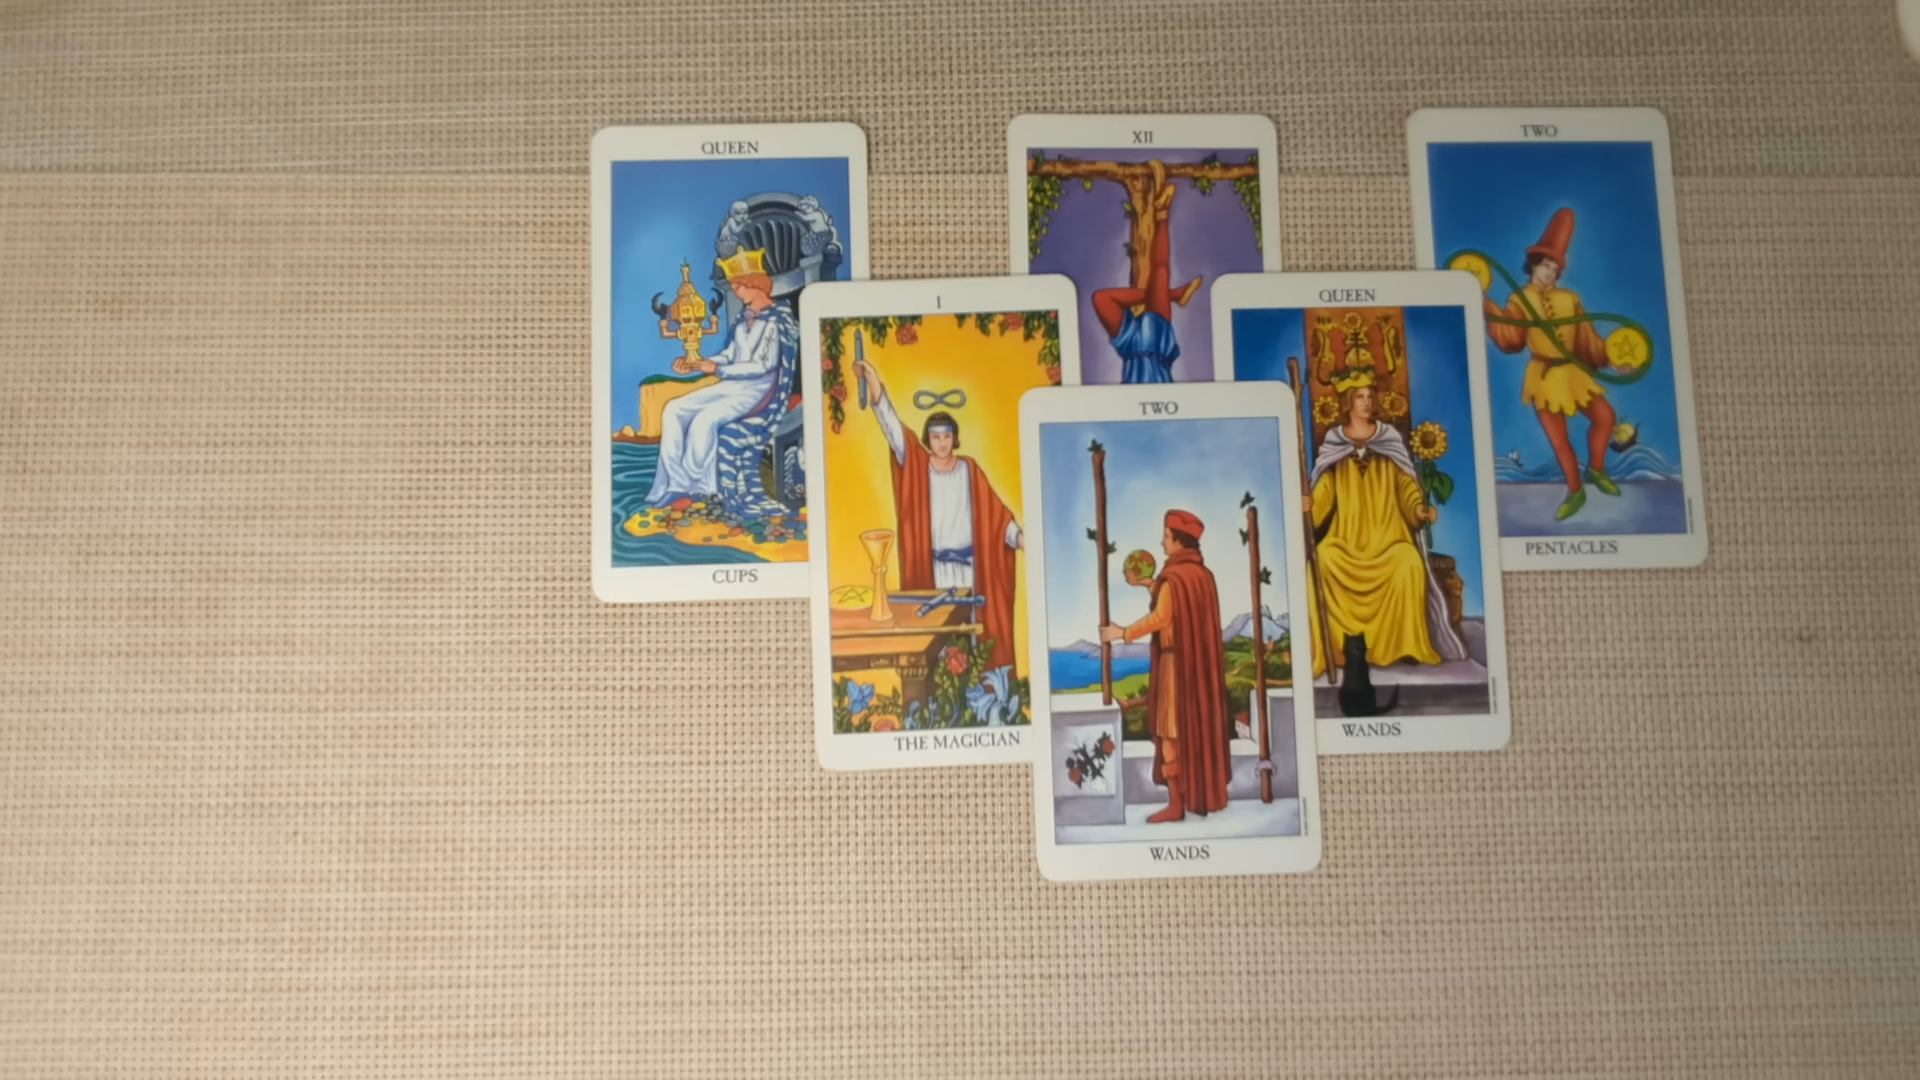 QUEEN
CUPS
XII
TWO
PENTACLES
I
THE MAGICIAN
QUEEN
WANDS
TWO
WANDS